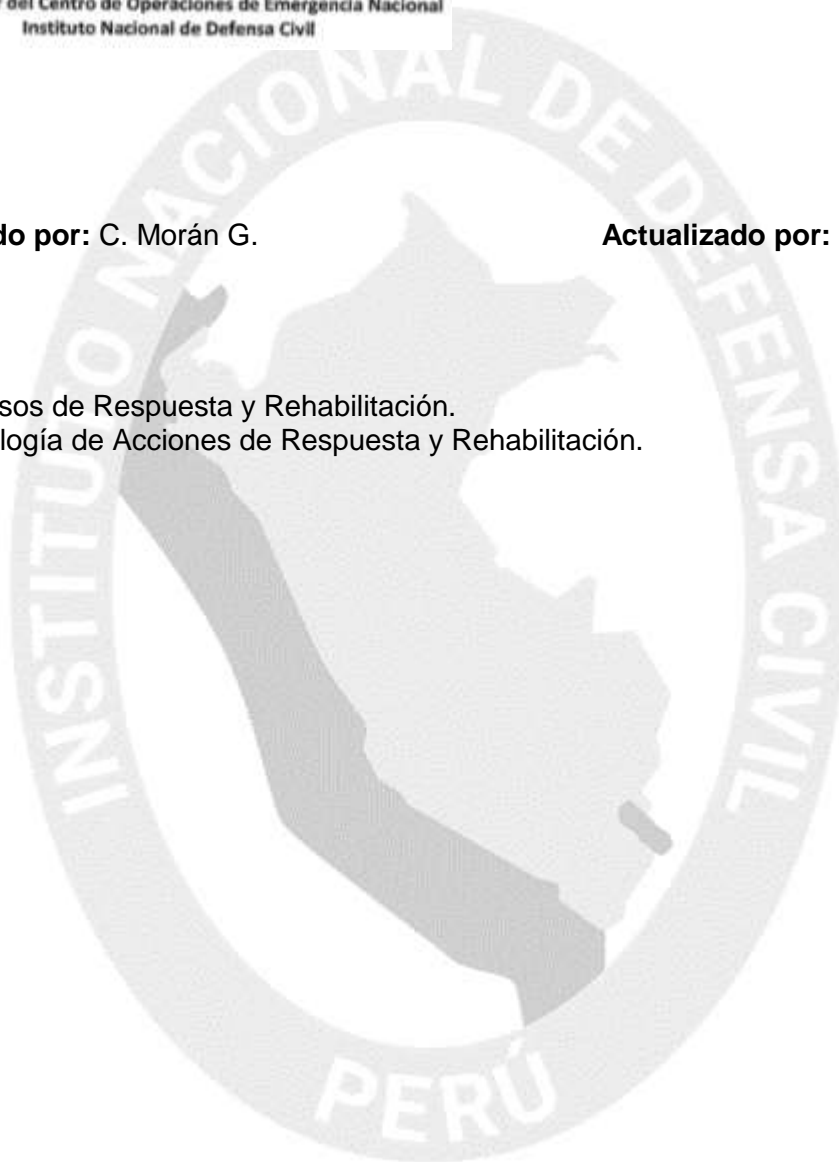 del Centro de Operaciones de Emergencia Nacional
Instituto Nacional de Defensa Civil
INSTITUTO NACIONAL DE DEFENSA CIVIL
do por: C. Morán G. Actualizado por:
sos de Respuesta y Rehabilitación.
logía de Acciones de Respuesta y Rehabilitación.
PERÚ